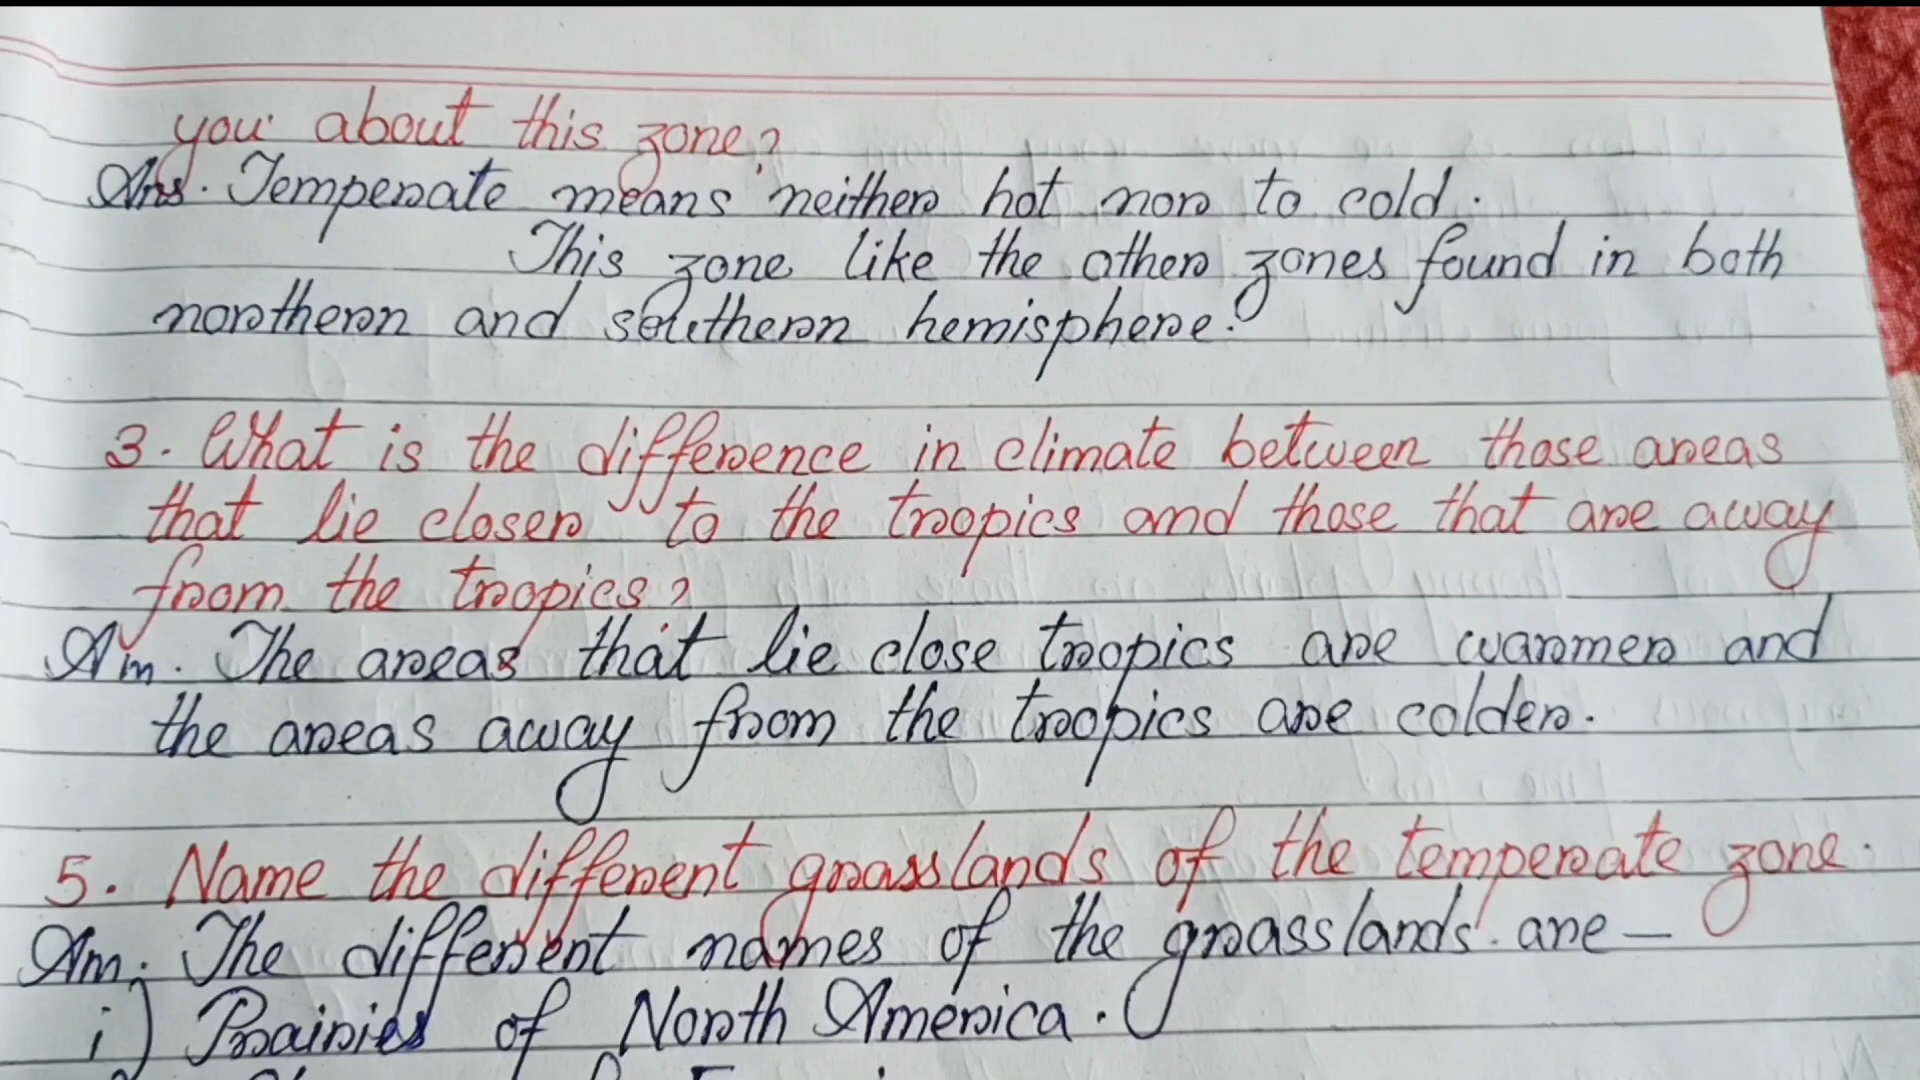 you about this zone?
Ans. Temperate means neither hot nor to cold.
This zone like the other zones found in both
northern and southern hemisphere.
3. What is the difference in climate between those areas
that lie closer to the tropics and those that are away
from the tropics?
An. The areas that lie close tropics are warmer and
the areas away from the tropics are colder.
5. Name the different grasslands of the temperate zone.
An. The different names of the grasslands are—
i) Prairies of North America.